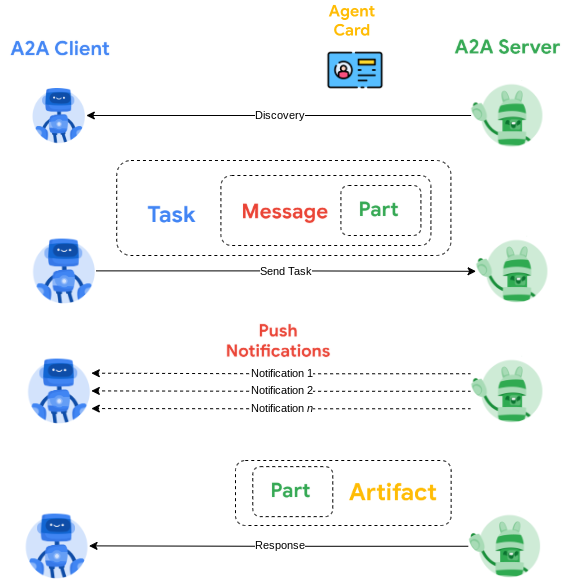 Agent
Card
A2A Client
A2A Server
Discovery
Task
Message
Part
Send Task
Push
Notifications
Notification 1
Notification 2
Notification n
Part
Artifact
Response